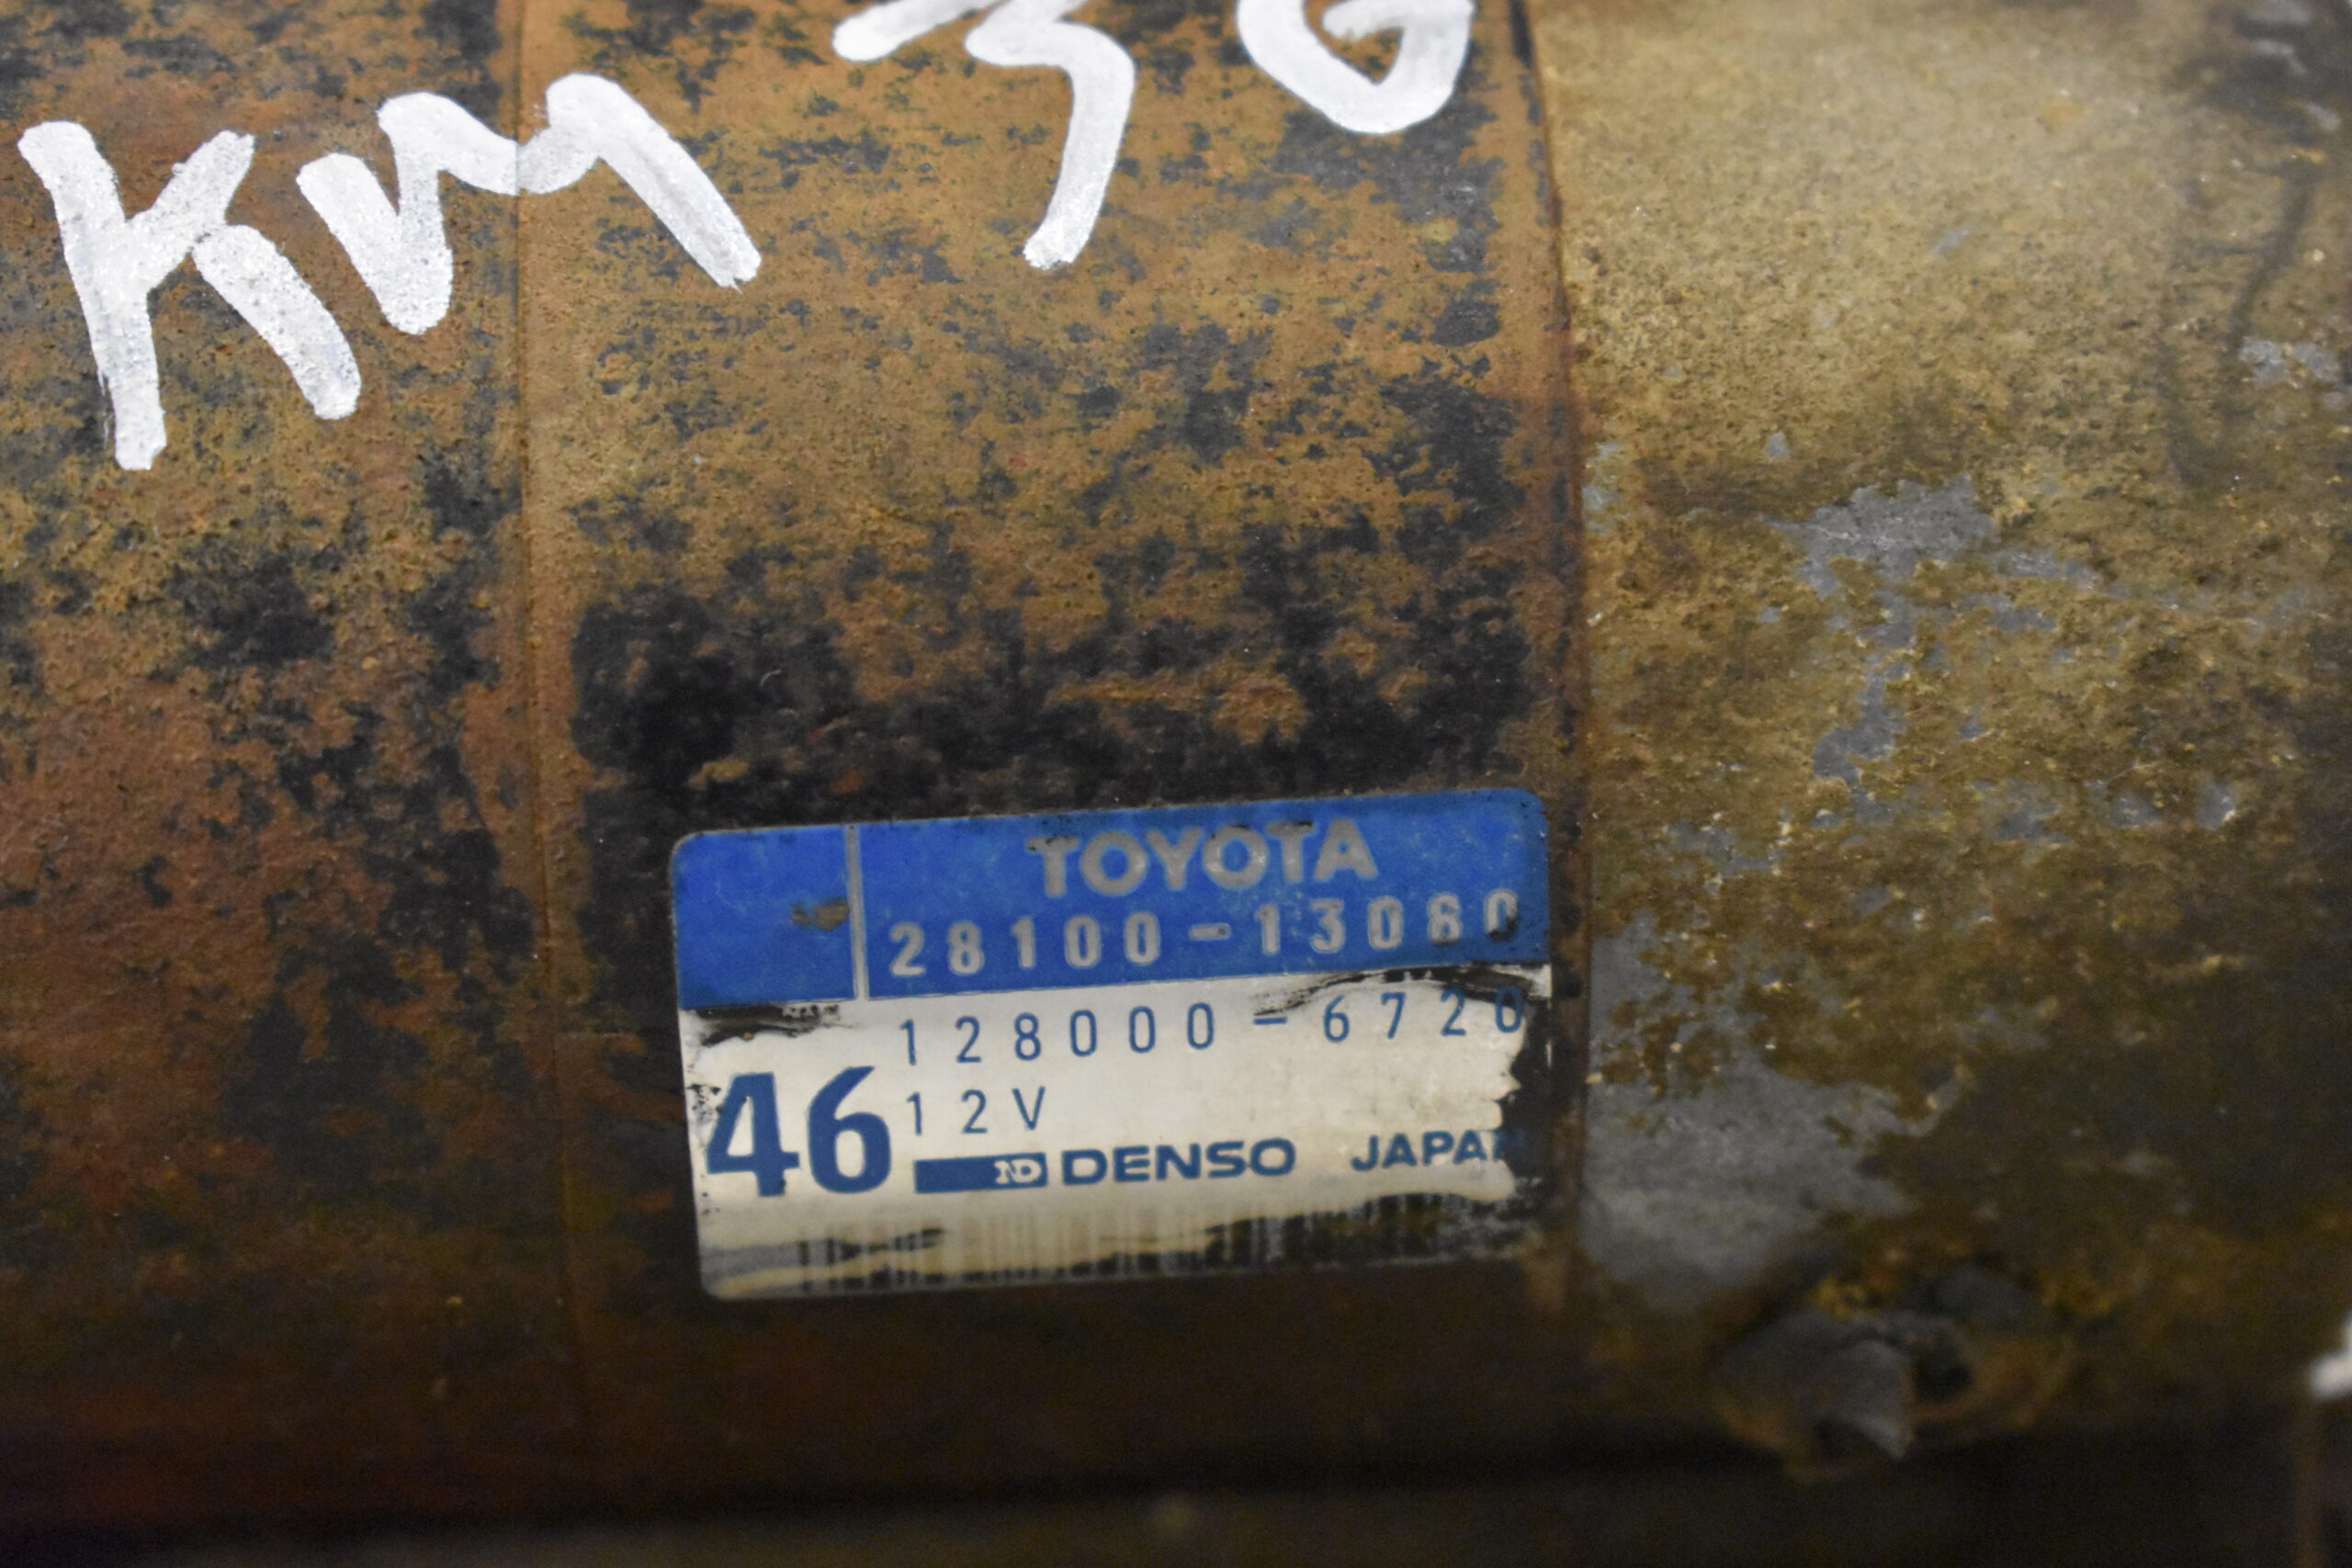 Km 3G
TOYOTA
28100-13080
128000-6720
46
12V
ND DENSO JAPAN